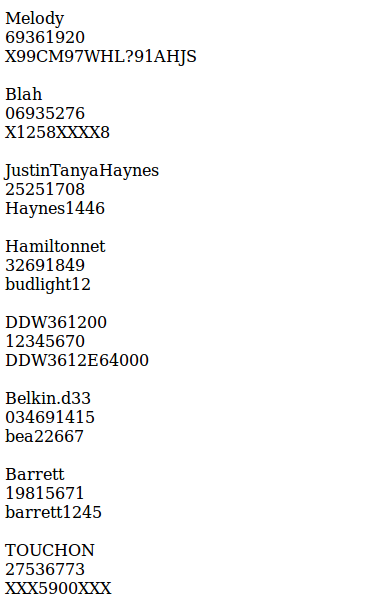 Melody
69361920
X99CM97WHL?91AHJS

Blah
06935276
X1258XXXX8

JustinTanyaHaynes
25251708
Haynes1446

Hamiltonnet
32691849
budlight12

DDW361200
12345670
DDW3612E64000

Belkin.d33
034691415
bea22667

Barrett
19815671
barrett1245

TOUCHON
27536773
XXX5900XXX